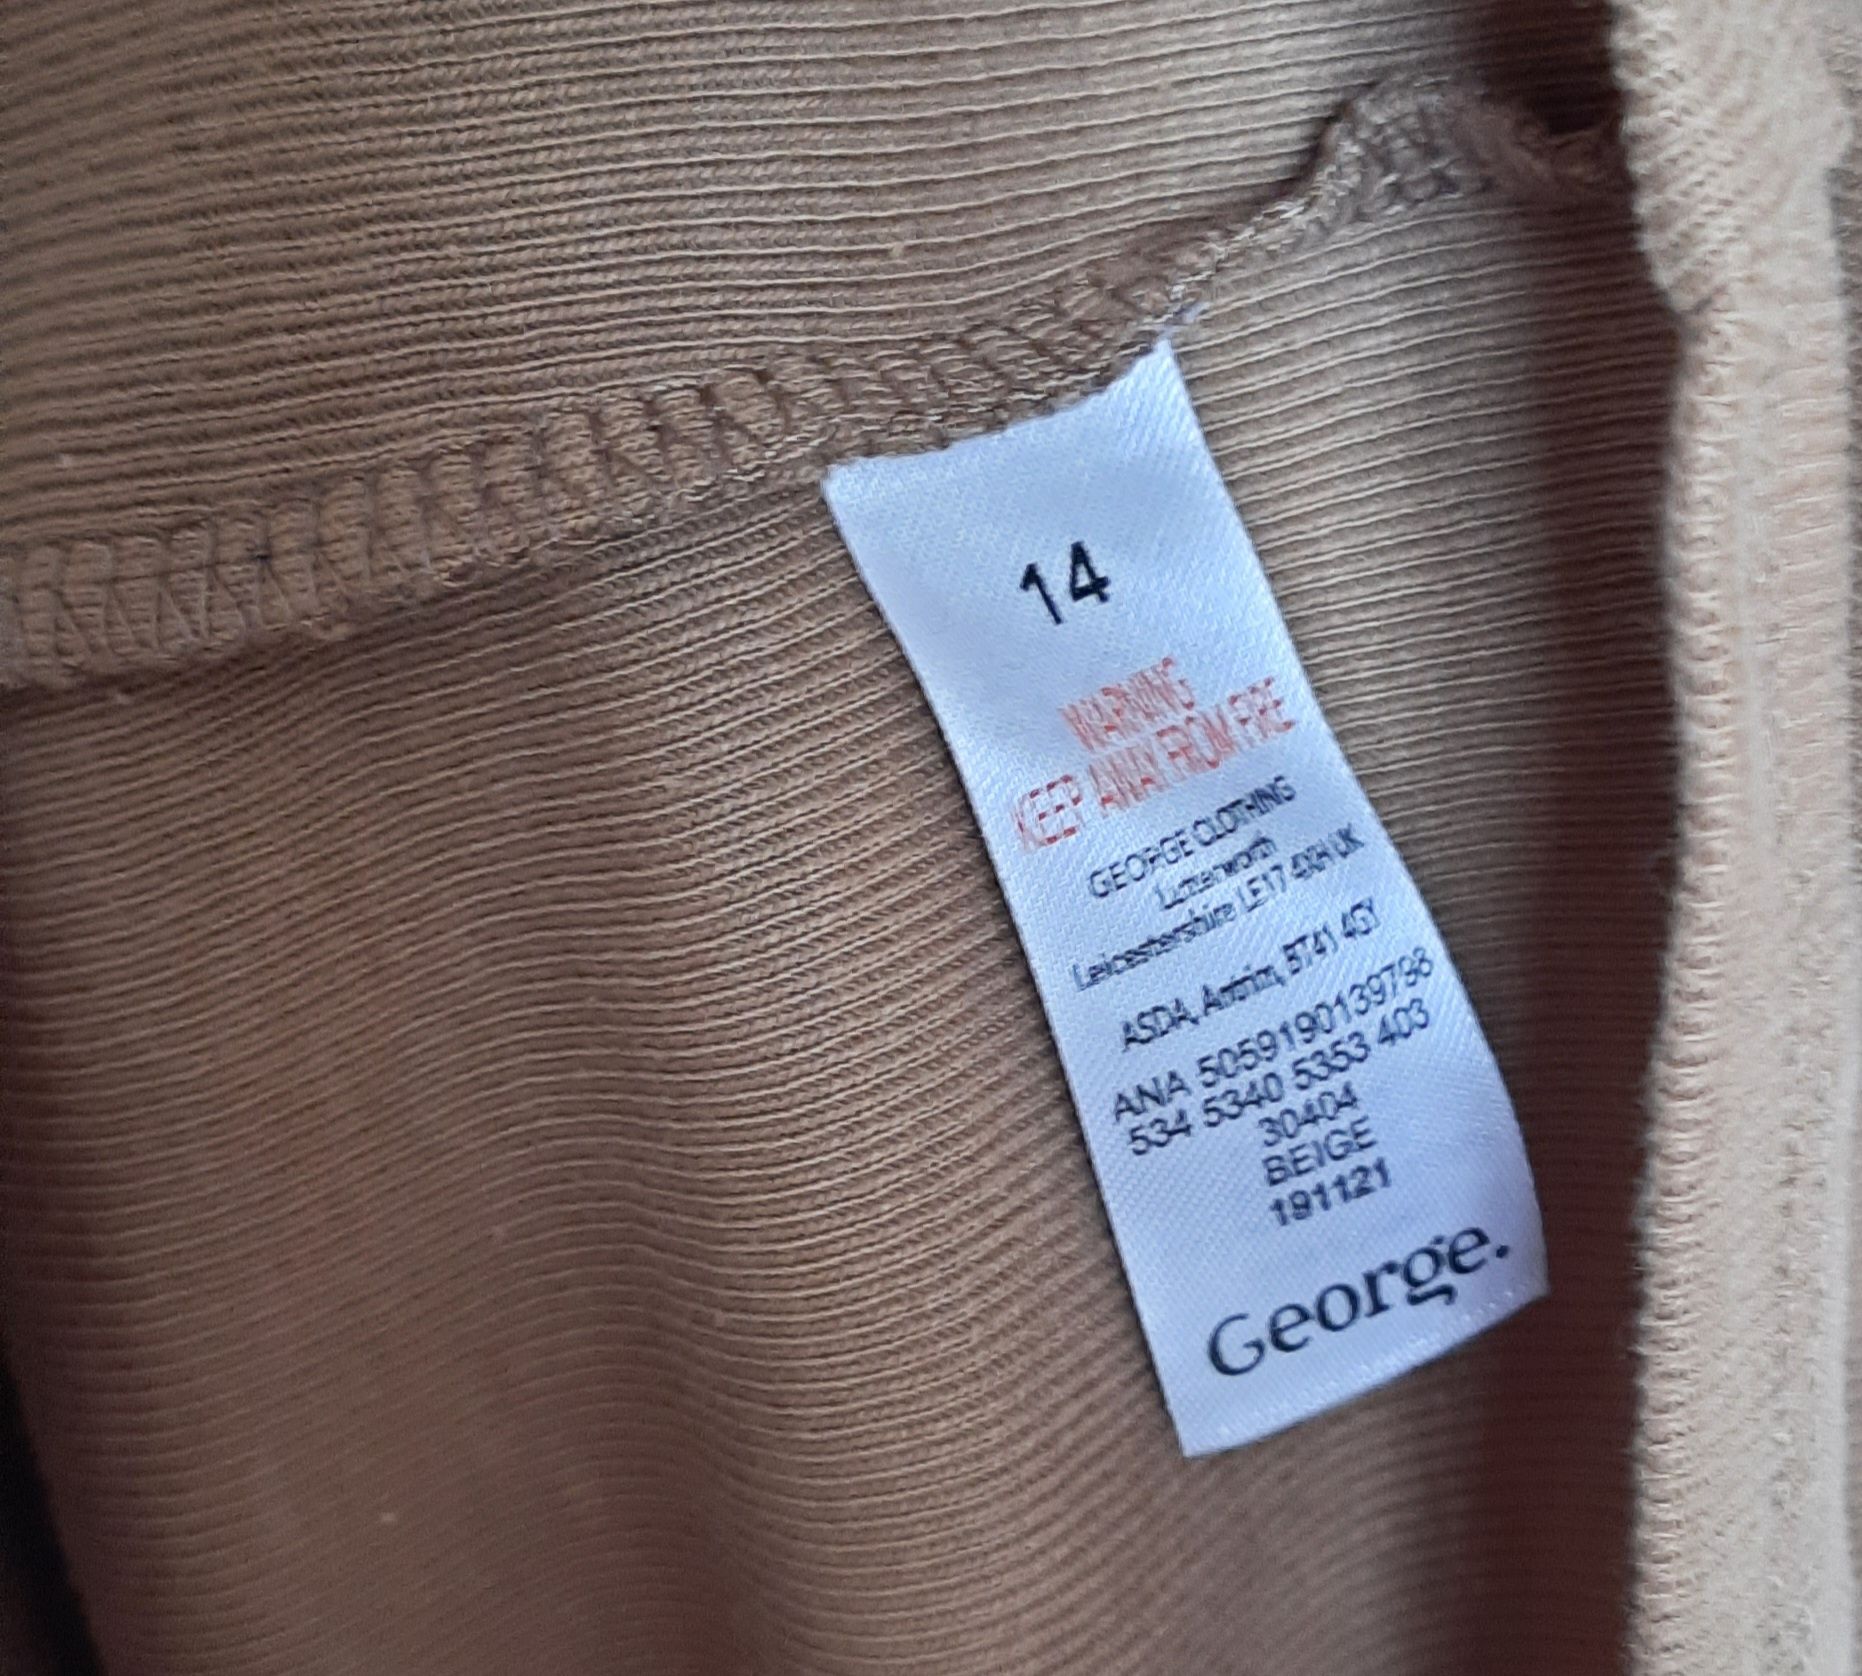 14
WARNING
KEEP AWAY FROM FIRE
GEORGE CLOTHING
Lutterworth
Leicestershire LE17 4XH UK
ASDA, Antrim, BT41 4GY
ANA 5059190139798
534 5340 5353 403
30404
BEIGE
191121
George.